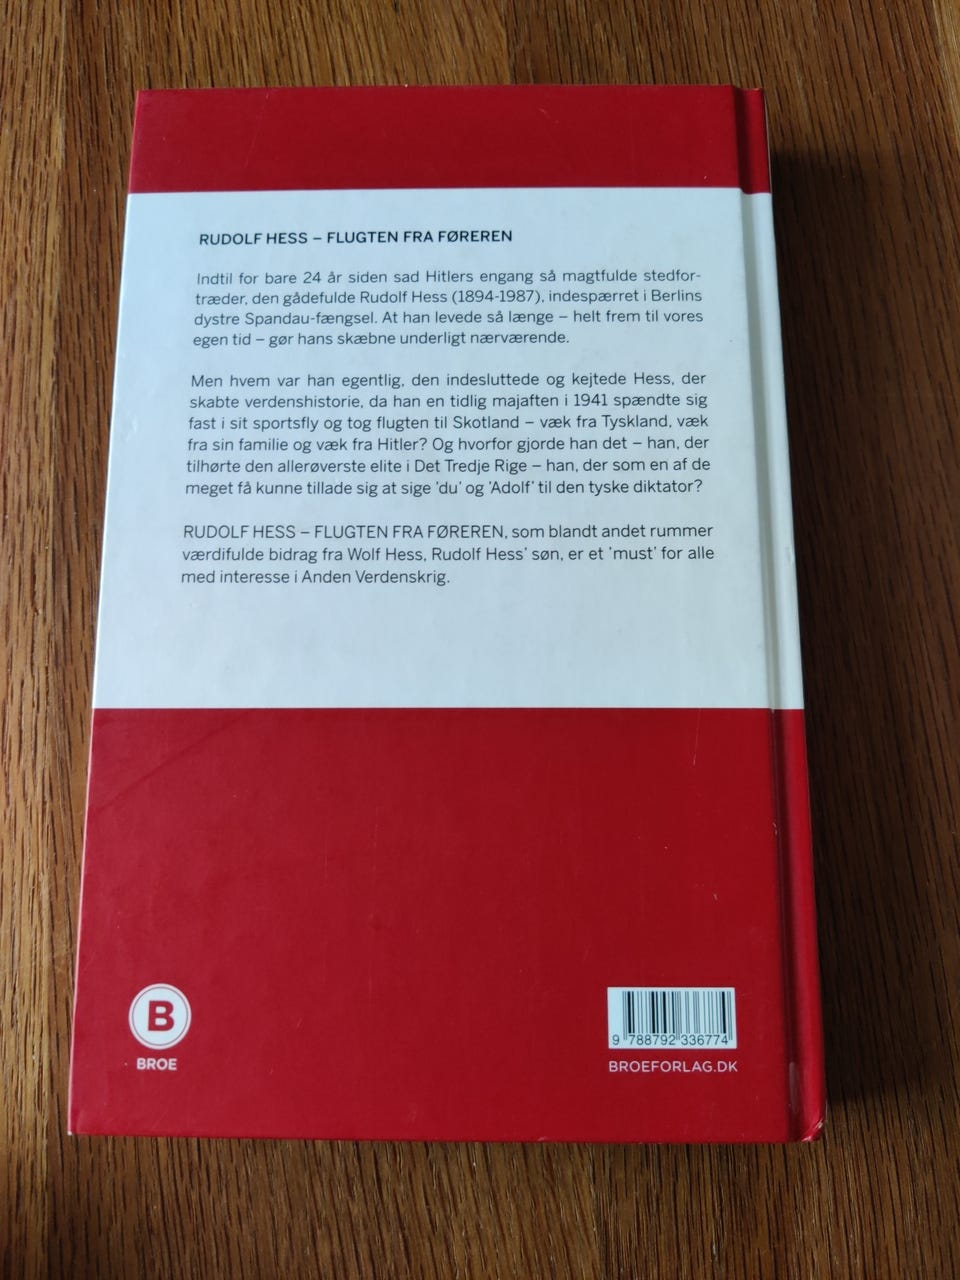 RUDOLF HESS – FLUGTEN FRA FØREREN
Indtil for bare 24 år siden sad Hitlers engang så magtfulde stedfor-
træder, den gådefulde Rudolf Hess (1894-1987), indespærret i Berlins
dystre Spandau-fængsel. At han levede så længe – helt frem til vores
egen tid – gør hans skæbne underligt nærværende.
Men hvem var han egentlig, den indesluttede og kejtede Hess, der
skabte verdenshistorie, da han en tidlig majaften i 1941 spændte sig
fast i sit sportsfly og tog flugten til Skotland – væk fra Tyskland, væk
fra sin familie og væk fra Hitler? Og hvorfor gjorde han det – han, der
tilhørte den allerøverste elite i Det Tredje Rige – han, der som en af de
meget få kunne tillade sig at sige 'du' og 'Adolf' til den tyske diktator?
RUDOLF HESS – FLUGTEN FRA FØREREN, som blandt andet rummer
værdifulde bidrag fra Wolf Hess, Rudolf Hess' søn, er et 'must' for alle
med interesse i Anden Verdenskrig.
B
BROE
9 788792 336774
BROEFORLAG.DK